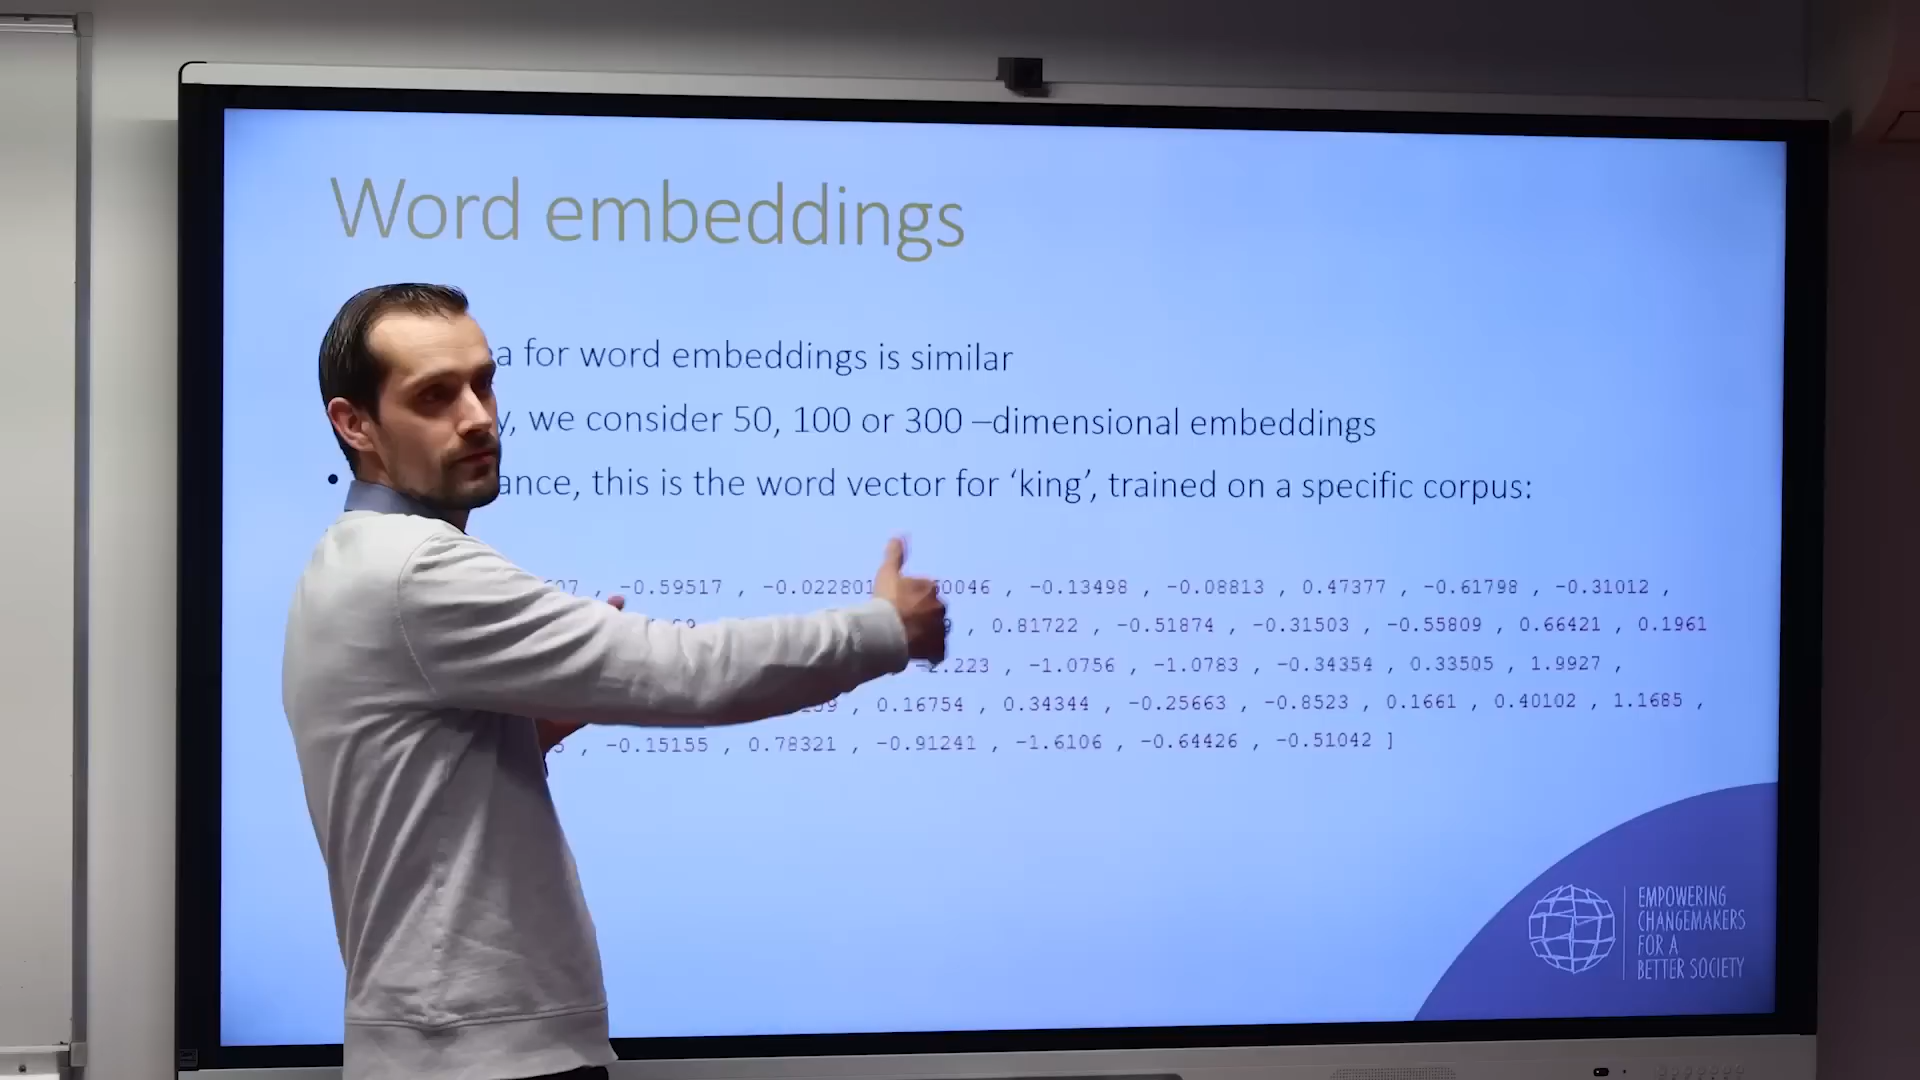 Word embeddings
for word embeddings is similar
we consider 50, 100 or 300 –dimensional embeddings
• this is the word vector for ‘king’, trained on a specific corpus:
, -0.59517 , , -0.13498 , -0.08813 , 0.47377 , -0.61798 , -0.31012 ,
, 0.81722 , -0.51874 , -0.31503 , -0.55809 , 0.66421 , 0.1961
, -1.0756 , -1.0783 , -0.34354 , 0.33505 , 1.9927 ,
, 0.16754 , 0.34344 , -0.25663 , -0.8523 , 0.1661 , 0.40102 , 1.1685 ,
, -0.15155 , 0.78321 , -0.91241 , -1.6106 , -0.64426 , -0.51042 ]
EMPOWERING
CHANGEMAKERS
FOR A
BETTER SOCIETY